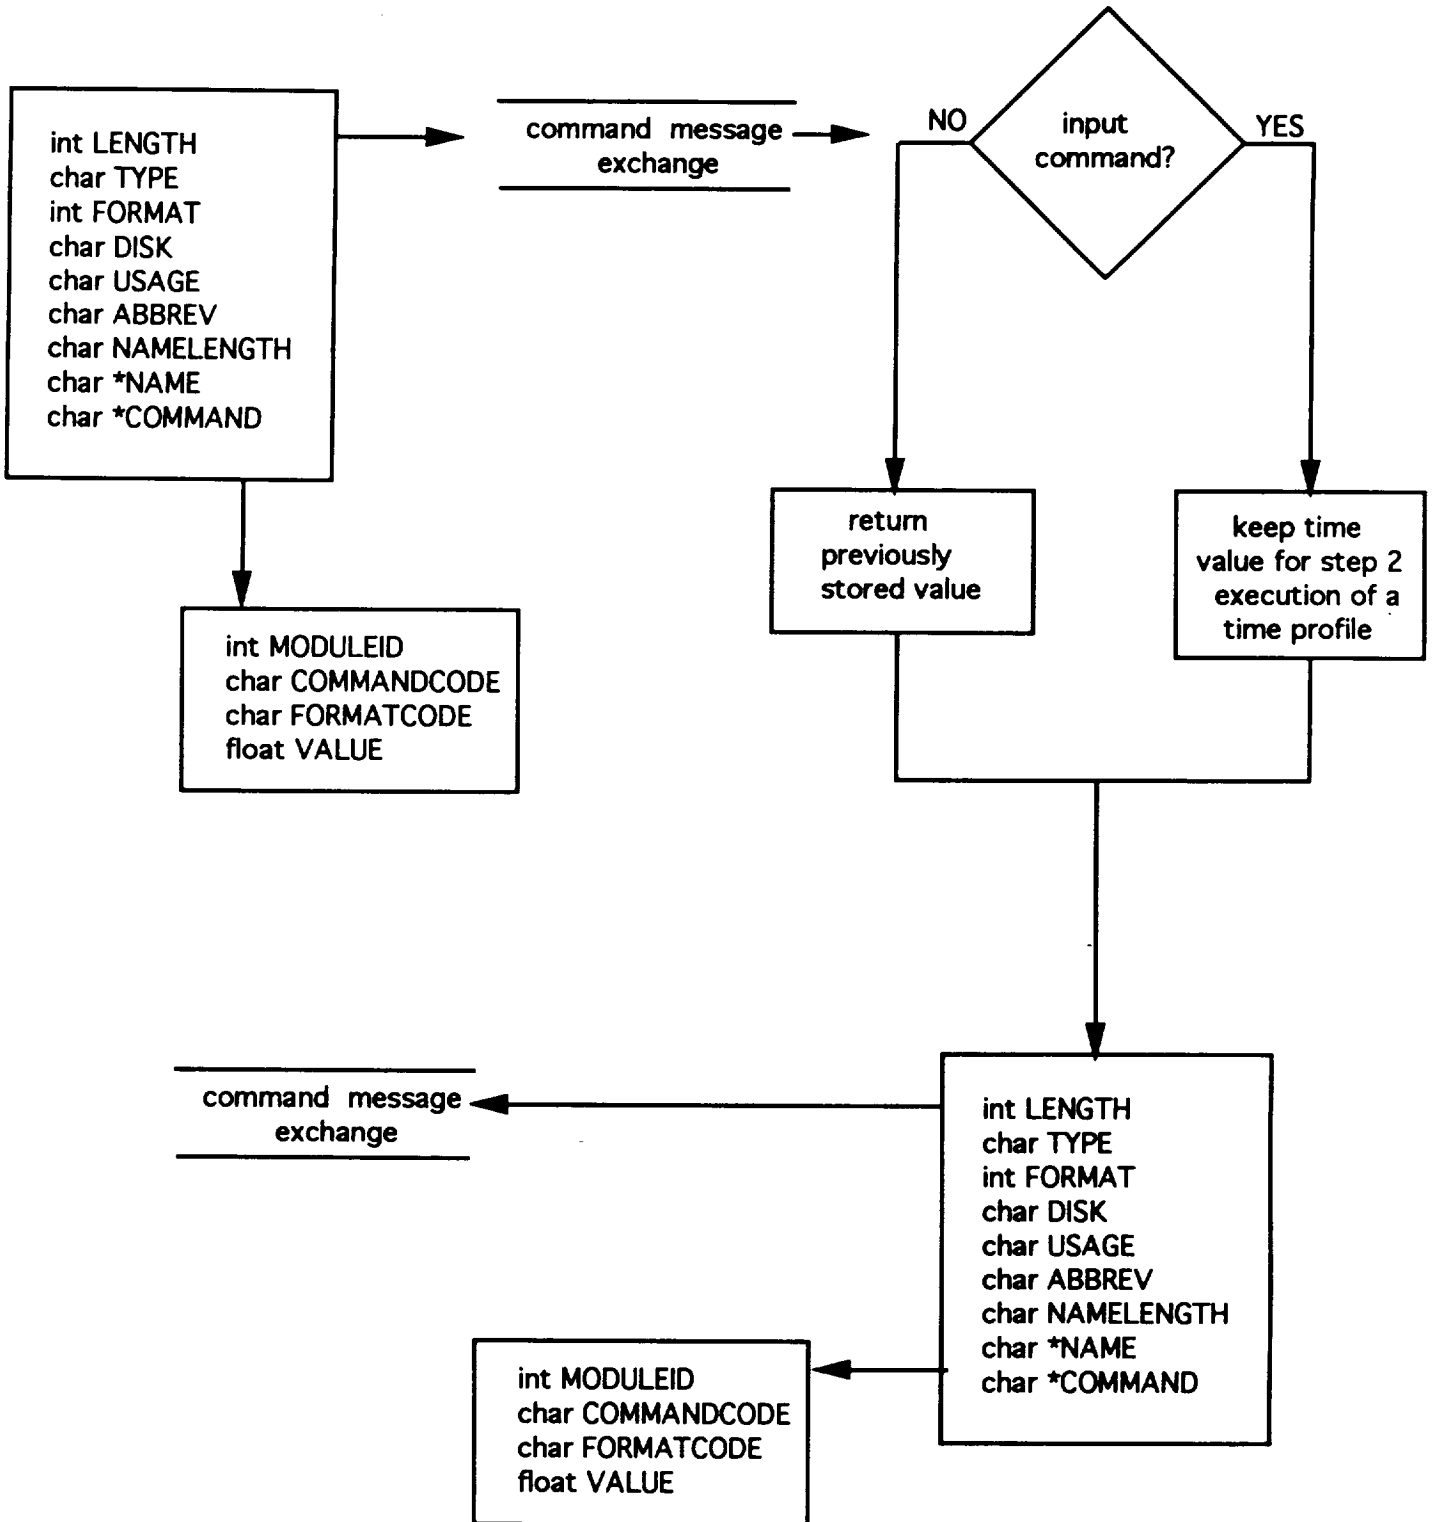 int LENGTH
char TYPE
int FORMAT
char DISK
char USAGE
char ABBREV
char NAMELENGTH
char *NAME
char *COMMAND
command message
exchange
NO
input
command?
YES
return
previously
stored value
keep time
value for step 2
execution of a
time profile
int MODULEID
char COMMANDCODE
char FORMATCODE
float VALUE
command message
exchange
int LENGTH
char TYPE
int FORMAT
char DISK
char USAGE
char ABBREV
char NAMELENGTH
char *NAME
char *COMMAND
int MODULEID
char COMMANDCODE
char FORMATCODE
float VALUE